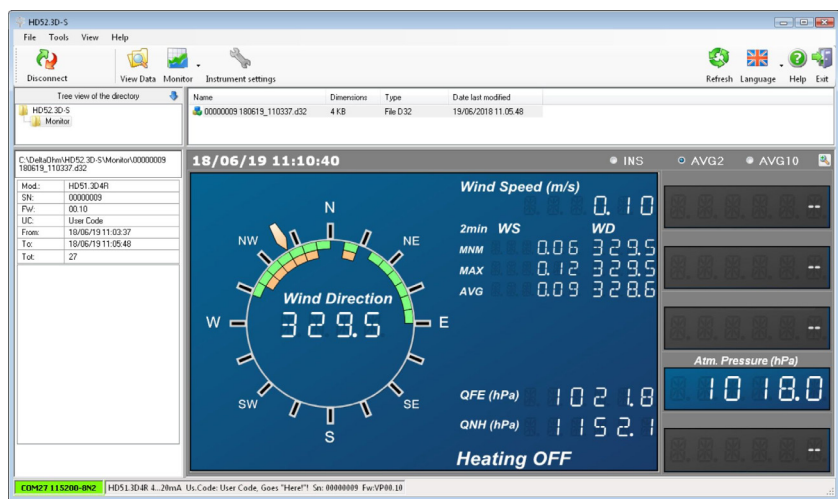 HD52.3D-S
File Tools View Help
Disconnect View Data Monitor Instrument settings Refresh Language Help Exit
Tree view of the directory
HD52.3D-S
Monitor
Name Dimensions Type Date last modified
00000009 180619_110337.d32 4 KB File D32 19/06/2018 11.05.48
C:\DeltaOhm\HD52.3D-S\Monitor\00000009
180619_110337.d32
Mod.: HD51.3D4R
SN: 00000009
FW: 00.10
UC: User Code
From: 18/06/19 11:03:37
To: 18/06/19 11:05:48
Tot: 27
18/06/19 11:10:40 INS AVG2 AVG10
N
NE
E
SE
S
SW
W
NW
Wind Direction
329.5
Wind Speed (m/s)
0.10
2min WS WD
MNM 0.06 329.5
MAX 0.12 329.5
AVG 0.09 328.6
QFE (hPa) 1021.8
QNH (hPa) 1152.1
Heating OFF
--
--
--
Atm. Pressure (hPa)
1018.0
--
COM27 115200-8N2 HD51.3D4R 4...20mA Us.Code: User Code, Goes "Here!"! Sn: 00000009 Fw:VP00.10